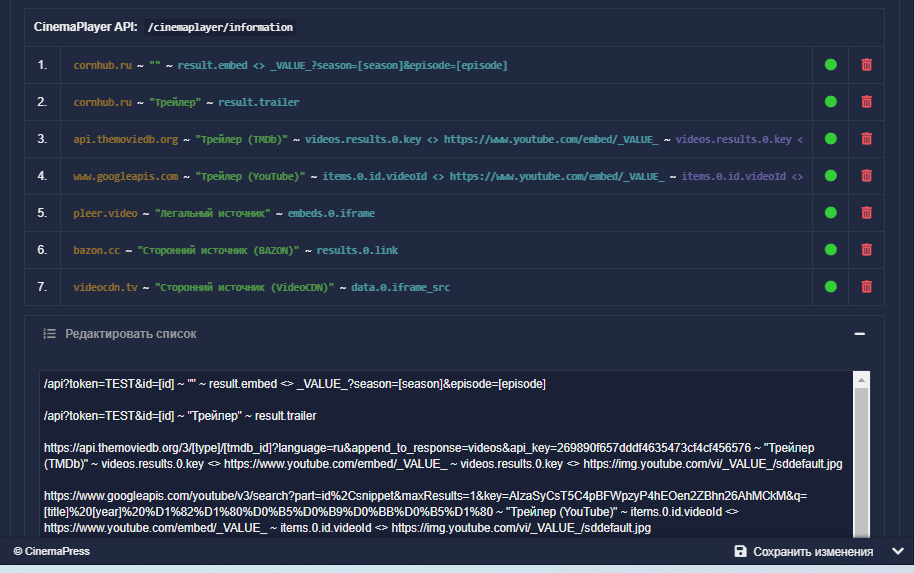 CinemaPlayer API: /cinemaplayer/information
1. cornhub.ru ~ "" ~ result.embed <> _VALUE_?season=[season]&episode=[episode]
2. cornhub.ru ~ "Трейлер" ~ result.trailer
3. api.themoviedb.org ~ "Трейлер (TMDb)" ~ videos.results.0.key <> https://www.youtube.com/embed/_VALUE_ ~ videos.results.0.key <
4. www.googleapis.com ~ "Трейлер (YouTube)" ~ items.0.id.videoId <> https://www.youtube.com/embed/_VALUE_ ~ items.0.id.videoId <>
5. pleer.video ~ "Легальный источник" ~ embeds.0.iframe
6. bazon.cc ~ "Сторонний источник (BAZON)" ~ results.0.link
7. videocdn.tv ~ "Сторонний источник (VideoCDN)" ~ data.0.iframe_src
Редактировать список
/api?token=TEST&id=[id] ~ "" ~ result.embed <> _VALUE_?season=[season]&episode=[episode]
/api?token=TEST&id=[id] ~ "Трейлер" ~ result.trailer
https://api.themoviedb.org/3/[type]/[tmdb_id]?language=ru&append_to_response=videos&api_key=269890f657dddf4635473cf4cf456576 ~ "Трейлер
(TMDb)" ~ videos.results.0.key <> https://www.youtube.com/embed/_VALUE_ ~ videos.results.0.key <> https://img.youtube.com/vi/_VALUE_/sddefault.jpg
https://www.googleapis.com/youtube/v3/search?part=id%2Csnippet&maxResults=1&key=AIzaSyCsT5C4pBFWpzyP4hEOen2ZBhn26AhMCkM&q=
[title]%20[year]%20%D1%82%D1%80%D0%B5%D0%B9%D0%BB%D0%B5%D1%80 ~ "Трейлер (YouTube)" ~ items.0.id.videoId <>
https://www.youtube.com/embed/_VALUE_ ~ items.0.id.videoId <> https://img.youtube.com/vi/_VALUE_/sddefault.jpg
© CinemaPress
Сохранить изменения